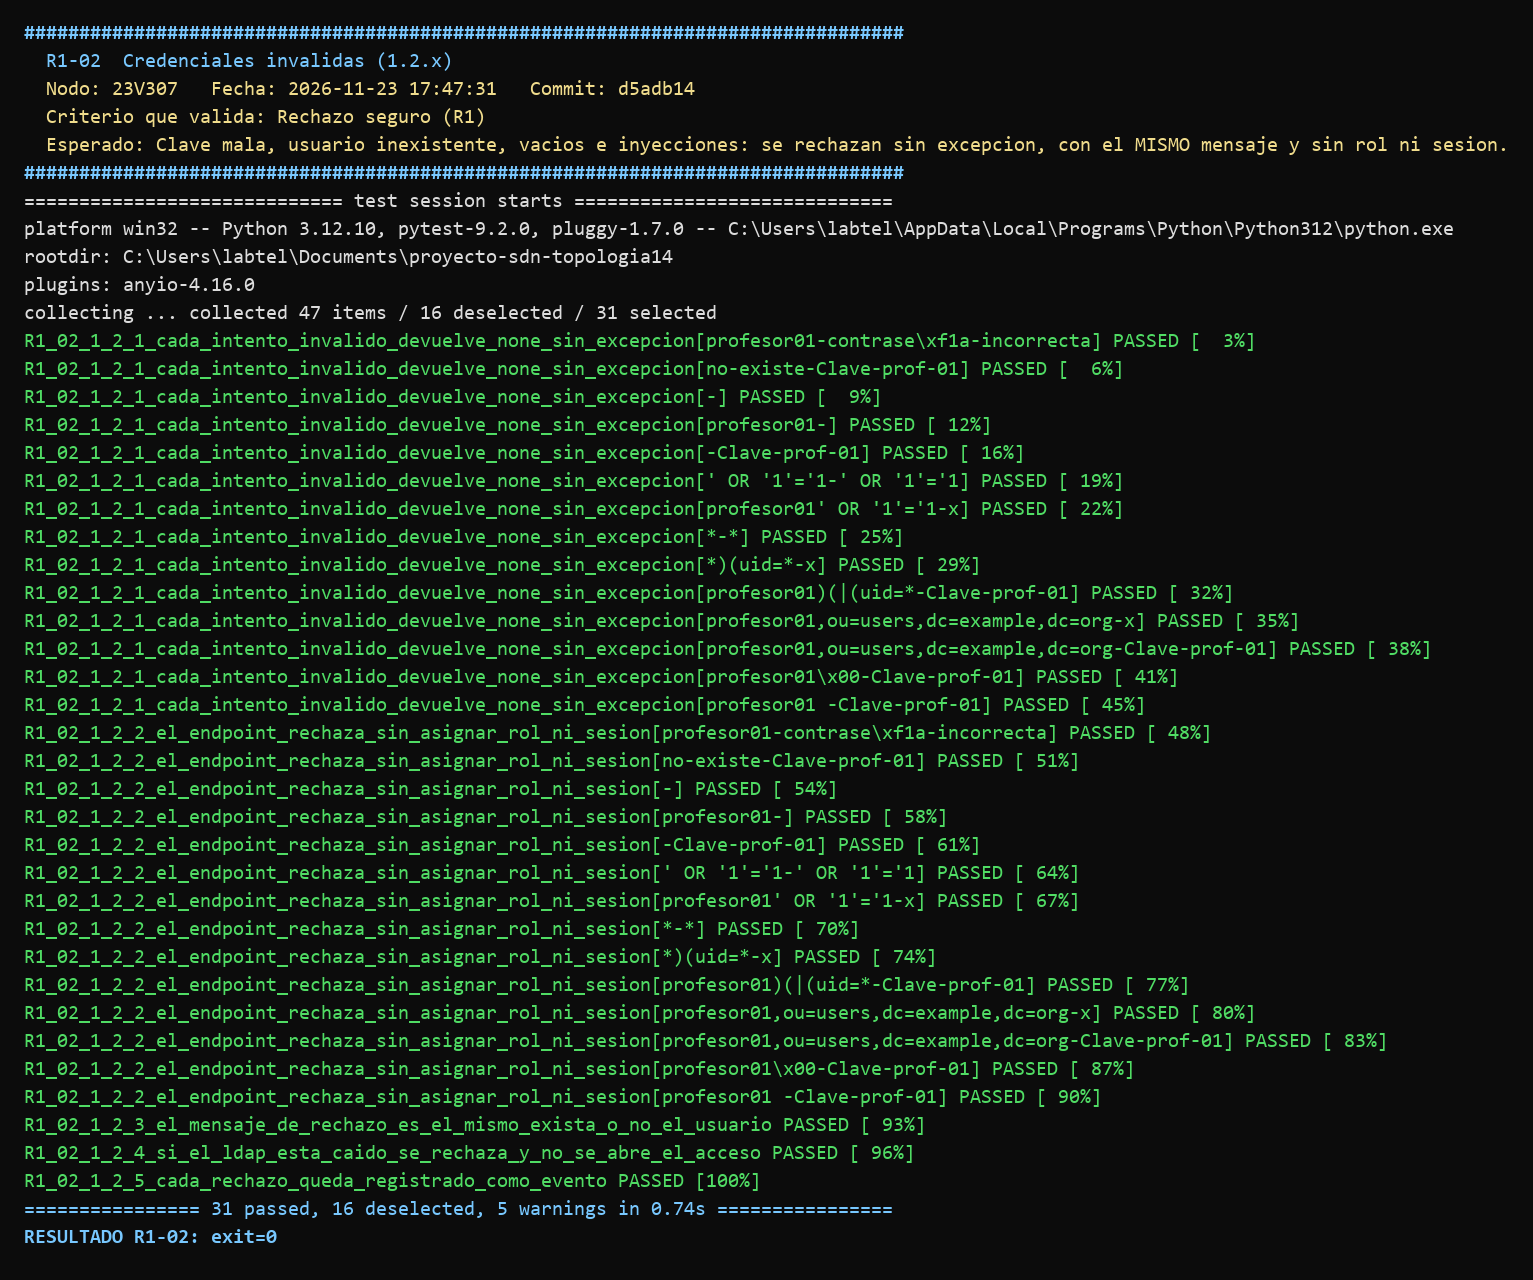 ################################################################################
  R1-02  Credenciales invalidas (1.2.x)
  Nodo: 23V307   Fecha: 2026-11-23 17:47:31   Commit: d5adb14
  Criterio que valida: Rechazo seguro (R1)
  Esperado: Clave mala, usuario inexistente, vacios e inyecciones: se rechazan sin excepcion, con el MISMO mensaje y sin rol ni sesion.
################################################################################
============================= test session starts =============================
platform win32 -- Python 3.12.10, pytest-9.2.0, pluggy-1.7.0 -- C:\Users\labtel\AppData\Local\Programs\Python\Python312\python.exe
rootdir: C:\Users\labtel\Documents\proyecto-sdn-topologia14
plugins: anyio-4.16.0
collecting ... collected 47 items / 16 deselected / 31 selected
R1_02_1_2_1_cada_intento_invalido_devuelve_none_sin_excepcion[profesor01-contrase\xf1a-incorrecta] PASSED [  3%]
R1_02_1_2_1_cada_intento_invalido_devuelve_none_sin_excepcion[no-existe-Clave-prof-01] PASSED [  6%]
R1_02_1_2_1_cada_intento_invalido_devuelve_none_sin_excepcion[-] PASSED [  9%]
R1_02_1_2_1_cada_intento_invalido_devuelve_none_sin_excepcion[profesor01-] PASSED [ 12%]
R1_02_1_2_1_cada_intento_invalido_devuelve_none_sin_excepcion[-Clave-prof-01] PASSED [ 16%]
R1_02_1_2_1_cada_intento_invalido_devuelve_none_sin_excepcion[' OR '1'='1-' OR '1'='1] PASSED [ 19%]
R1_02_1_2_1_cada_intento_invalido_devuelve_none_sin_excepcion[profesor01' OR '1'='1-x] PASSED [ 22%]
R1_02_1_2_1_cada_intento_invalido_devuelve_none_sin_excepcion[*-*] PASSED [ 25%]
R1_02_1_2_1_cada_intento_invalido_devuelve_none_sin_excepcion[*)(uid=*-x] PASSED [ 29%]
R1_02_1_2_1_cada_intento_invalido_devuelve_none_sin_excepcion[profesor01)(|(uid=*-Clave-prof-01] PASSED [ 32%]
R1_02_1_2_1_cada_intento_invalido_devuelve_none_sin_excepcion[profesor01,ou=users,dc=example,dc=org-x] PASSED [ 35%]
R1_02_1_2_1_cada_intento_invalido_devuelve_none_sin_excepcion[profesor01,ou=users,dc=example,dc=org-Clave-prof-01] PASSED [ 38%]
R1_02_1_2_1_cada_intento_invalido_devuelve_none_sin_excepcion[profesor01\x00-Clave-prof-01] PASSED [ 41%]
R1_02_1_2_1_cada_intento_invalido_devuelve_none_sin_excepcion[profesor01 -Clave-prof-01] PASSED [ 45%]
R1_02_1_2_2_el_endpoint_rechaza_sin_asignar_rol_ni_sesion[profesor01-contrase\xf1a-incorrecta] PASSED [ 48%]
R1_02_1_2_2_el_endpoint_rechaza_sin_asignar_rol_ni_sesion[no-existe-Clave-prof-01] PASSED [ 51%]
R1_02_1_2_2_el_endpoint_rechaza_sin_asignar_rol_ni_sesion[-] PASSED [ 54%]
R1_02_1_2_2_el_endpoint_rechaza_sin_asignar_rol_ni_sesion[profesor01-] PASSED [ 58%]
R1_02_1_2_2_el_endpoint_rechaza_sin_asignar_rol_ni_sesion[-Clave-prof-01] PASSED [ 61%]
R1_02_1_2_2_el_endpoint_rechaza_sin_asignar_rol_ni_sesion[' OR '1'='1-' OR '1'='1] PASSED [ 64%]
R1_02_1_2_2_el_endpoint_rechaza_sin_asignar_rol_ni_sesion[profesor01' OR '1'='1-x] PASSED [ 67%]
R1_02_1_2_2_el_endpoint_rechaza_sin_asignar_rol_ni_sesion[*-*] PASSED [ 70%]
R1_02_1_2_2_el_endpoint_rechaza_sin_asignar_rol_ni_sesion[*)(uid=*-x] PASSED [ 74%]
R1_02_1_2_2_el_endpoint_rechaza_sin_asignar_rol_ni_sesion[profesor01)(|(uid=*-Clave-prof-01] PASSED [ 77%]
R1_02_1_2_2_el_endpoint_rechaza_sin_asignar_rol_ni_sesion[profesor01,ou=users,dc=example,dc=org-x] PASSED [ 80%]
R1_02_1_2_2_el_endpoint_rechaza_sin_asignar_rol_ni_sesion[profesor01,ou=users,dc=example,dc=org-Clave-prof-01] PASSED [ 83%]
R1_02_1_2_2_el_endpoint_rechaza_sin_asignar_rol_ni_sesion[profesor01\x00-Clave-prof-01] PASSED [ 87%]
R1_02_1_2_2_el_endpoint_rechaza_sin_asignar_rol_ni_sesion[profesor01 -Clave-prof-01] PASSED [ 90%]
R1_02_1_2_3_el_mensaje_de_rechazo_es_el_mismo_exista_o_no_el_usuario PASSED [ 93%]
R1_02_1_2_4_si_el_ldap_esta_caido_se_rechaza_y_no_se_abre_el_acceso PASSED [ 96%]
R1_02_1_2_5_cada_rechazo_queda_registrado_como_evento PASSED [100%]
================ 31 passed, 16 deselected, 5 warnings in 0.74s ================
RESULTADO R1-02: exit=0